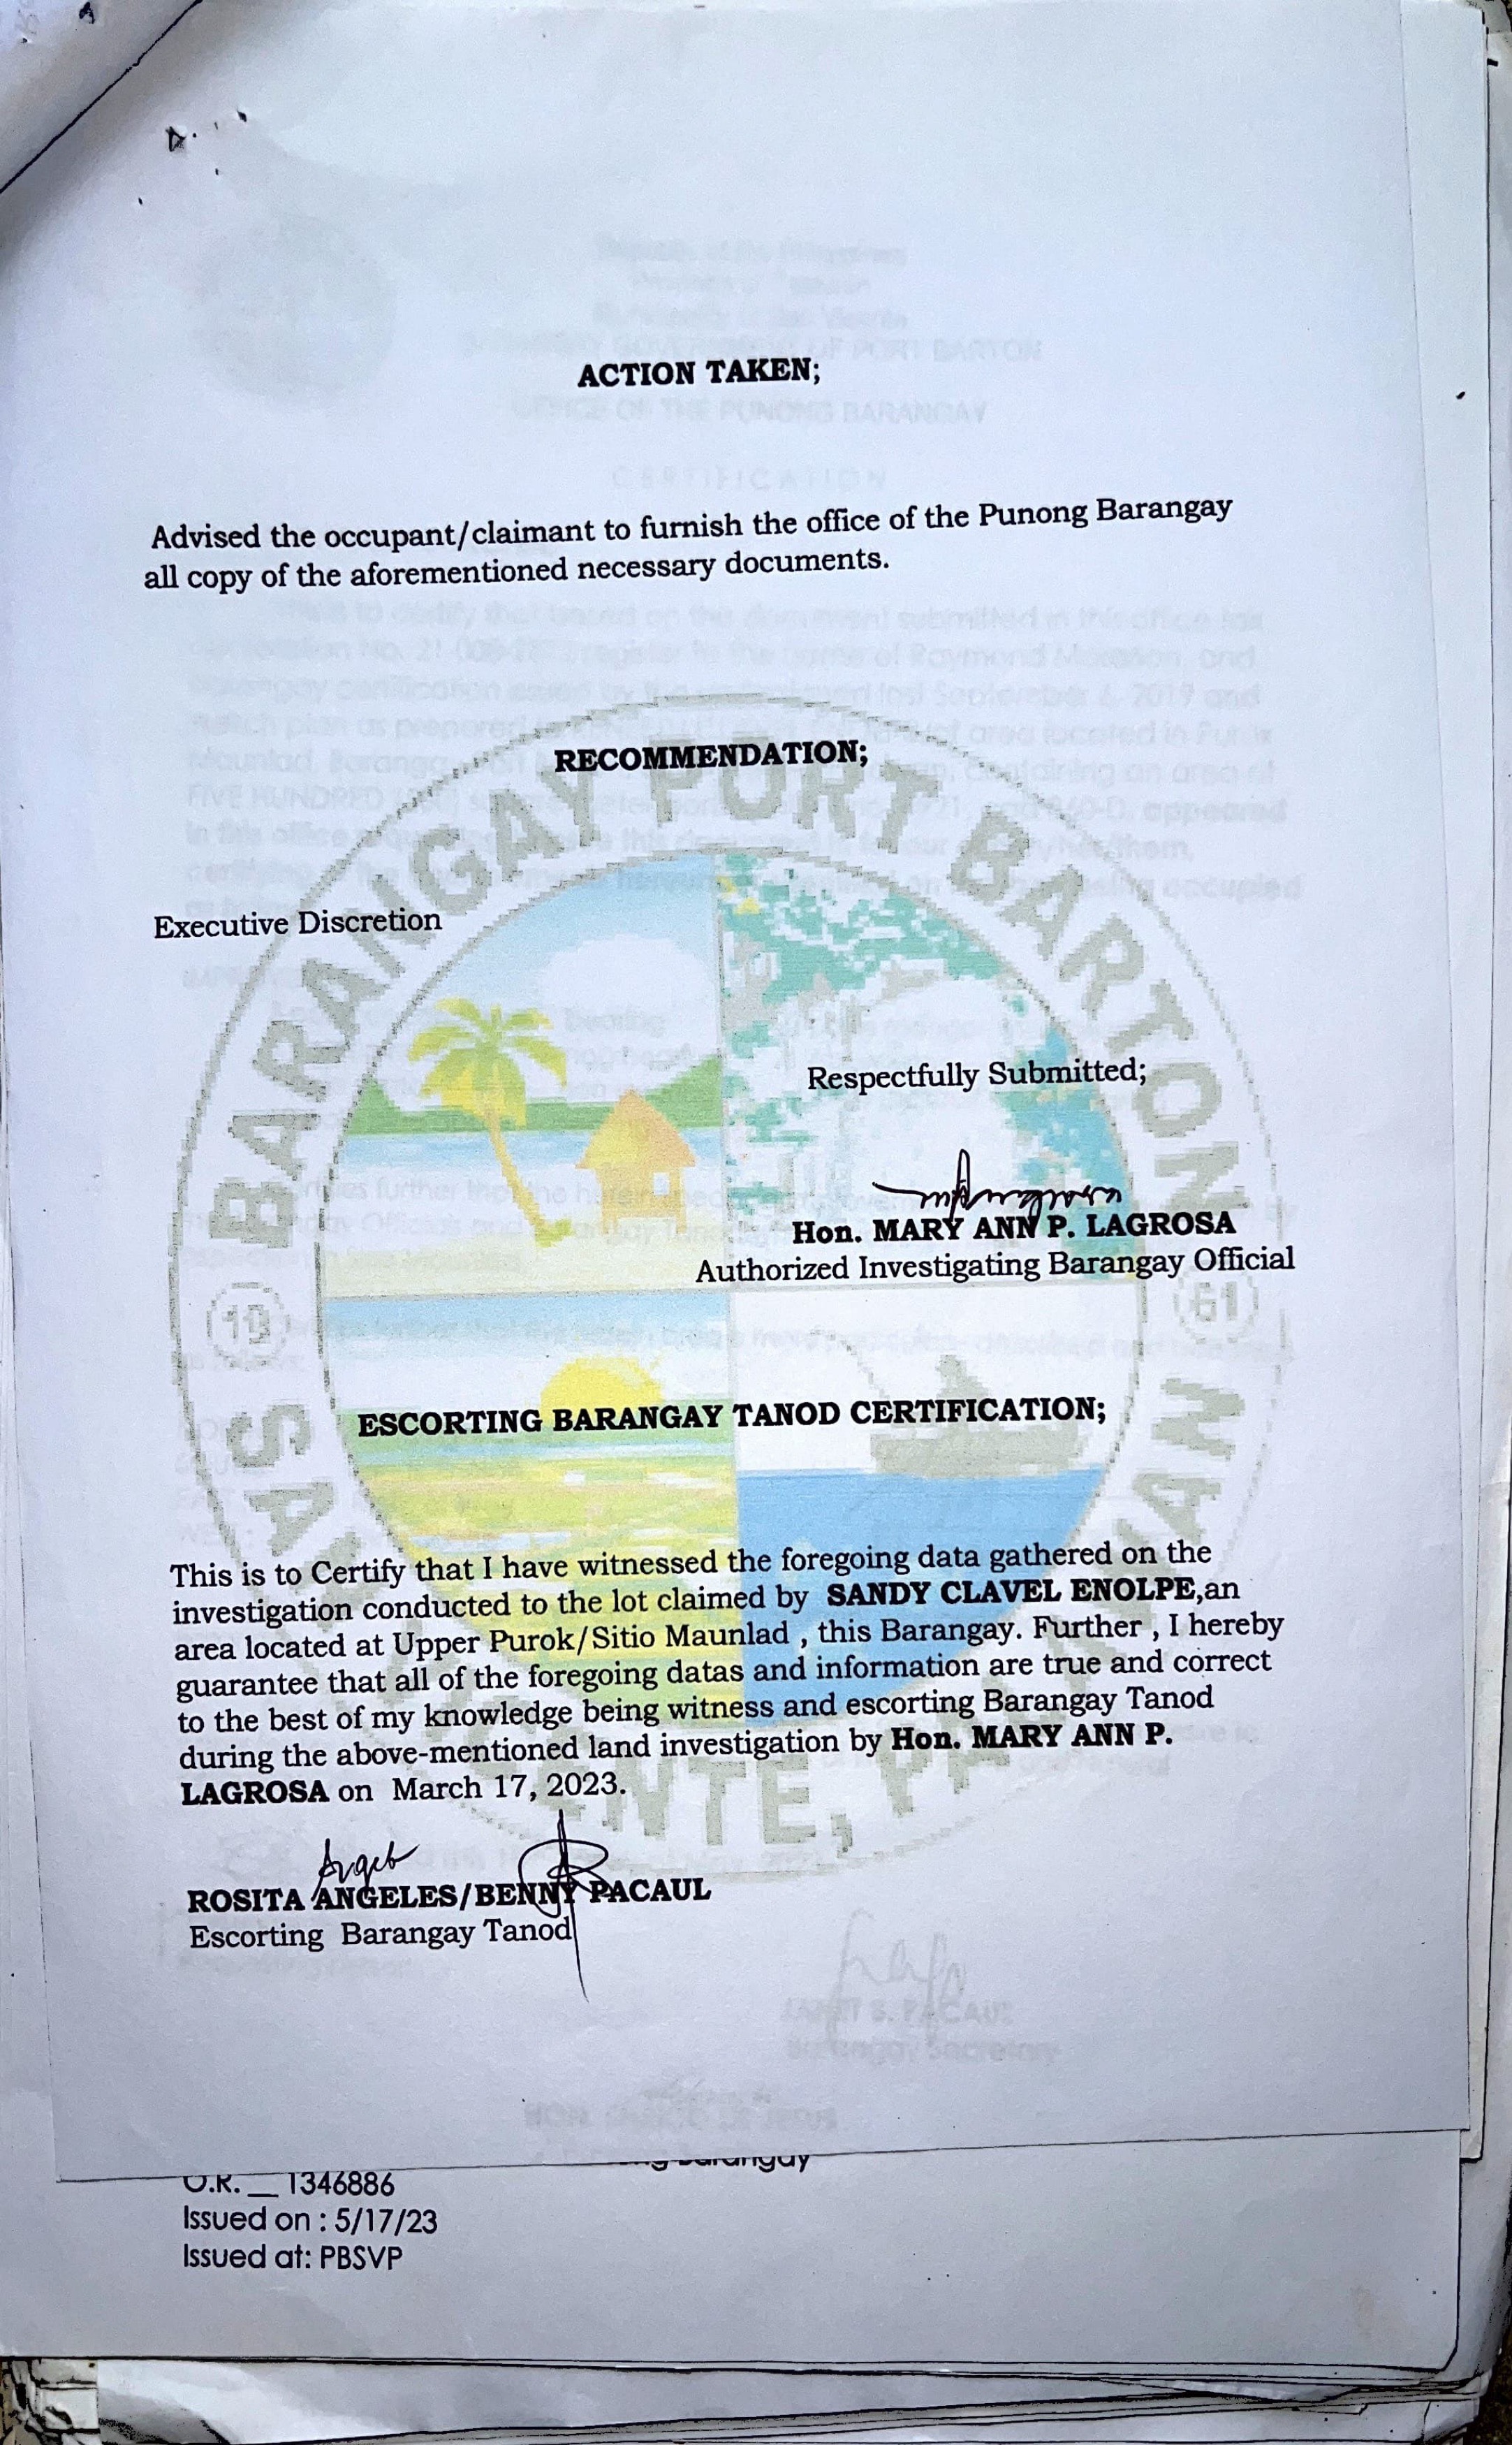 ACTION TAKEN;
Advised the occupant/claimant to furnish the office of the Punong Barangay
all copy of the aforementioned necessary documents.
RECOMMENDATION;
Executive Discretion
Respectfully Submitted;
Hon. MARY ANN P. LAGROSA
Authorized Investigating Barangay Official
ESCORTING BARANGAY TANOD CERTIFICATION;
This is to Certify that I have witnessed the foregoing data gathered on the
investigation conducted to the lot claimed by SANDY CLAVEL ENOLPE,an
area located at Upper Purok/Sitio Maunlad , this Barangay. Further , I hereby
guarantee that all of the foregoing datas and information are true and correct
to the best of my knowledge being witness and escorting Barangay Tanod
during the above-mentioned land investigation by Hon. MARY ANN P.
LAGROSA on March 17, 2023.
ROSITA ANGELES/BENNY PACAUL
Escorting Barangay Tanod
BARANGAY PORT BARTON
19 61
O.R. __ 1346886
Issued on : 5/17/23
Issued at: PBSVP